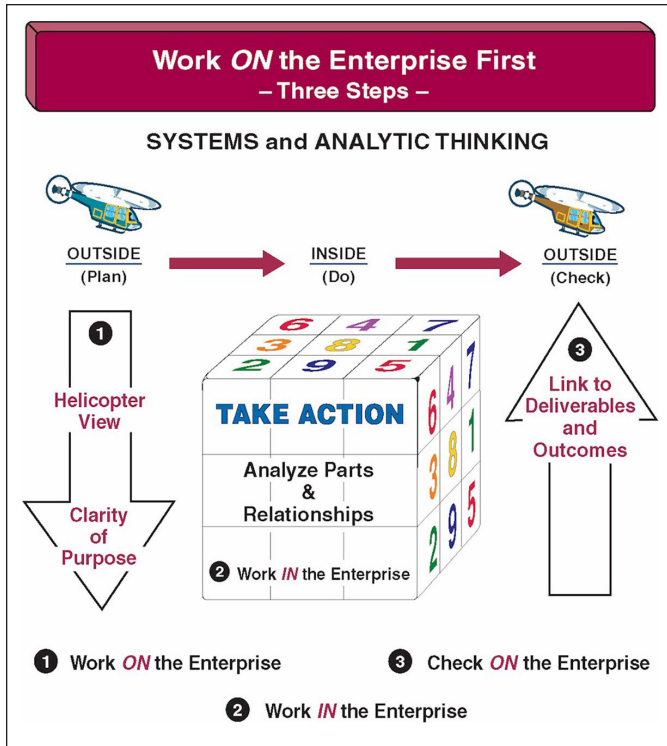 Work ON the Enterprise First
– Three Steps –
SYSTEMS and ANALYTIC THINKING
OUTSIDE
(Plan)
INSIDE
(Do)
OUTSIDE
(Check)
1
Helicopter
View
Clarity
of
Purpose
6 4 7
3 8 1
2 9 5
TAKE ACTION
Analyze Parts
&
Relationships
2 Work IN the Enterprise
6 4 7
3 8 1
2 9 5
3
Link to
Deliverables
and
Outcomes
1 Work ON the Enterprise
3 Check ON the Enterprise
2 Work IN the Enterprise